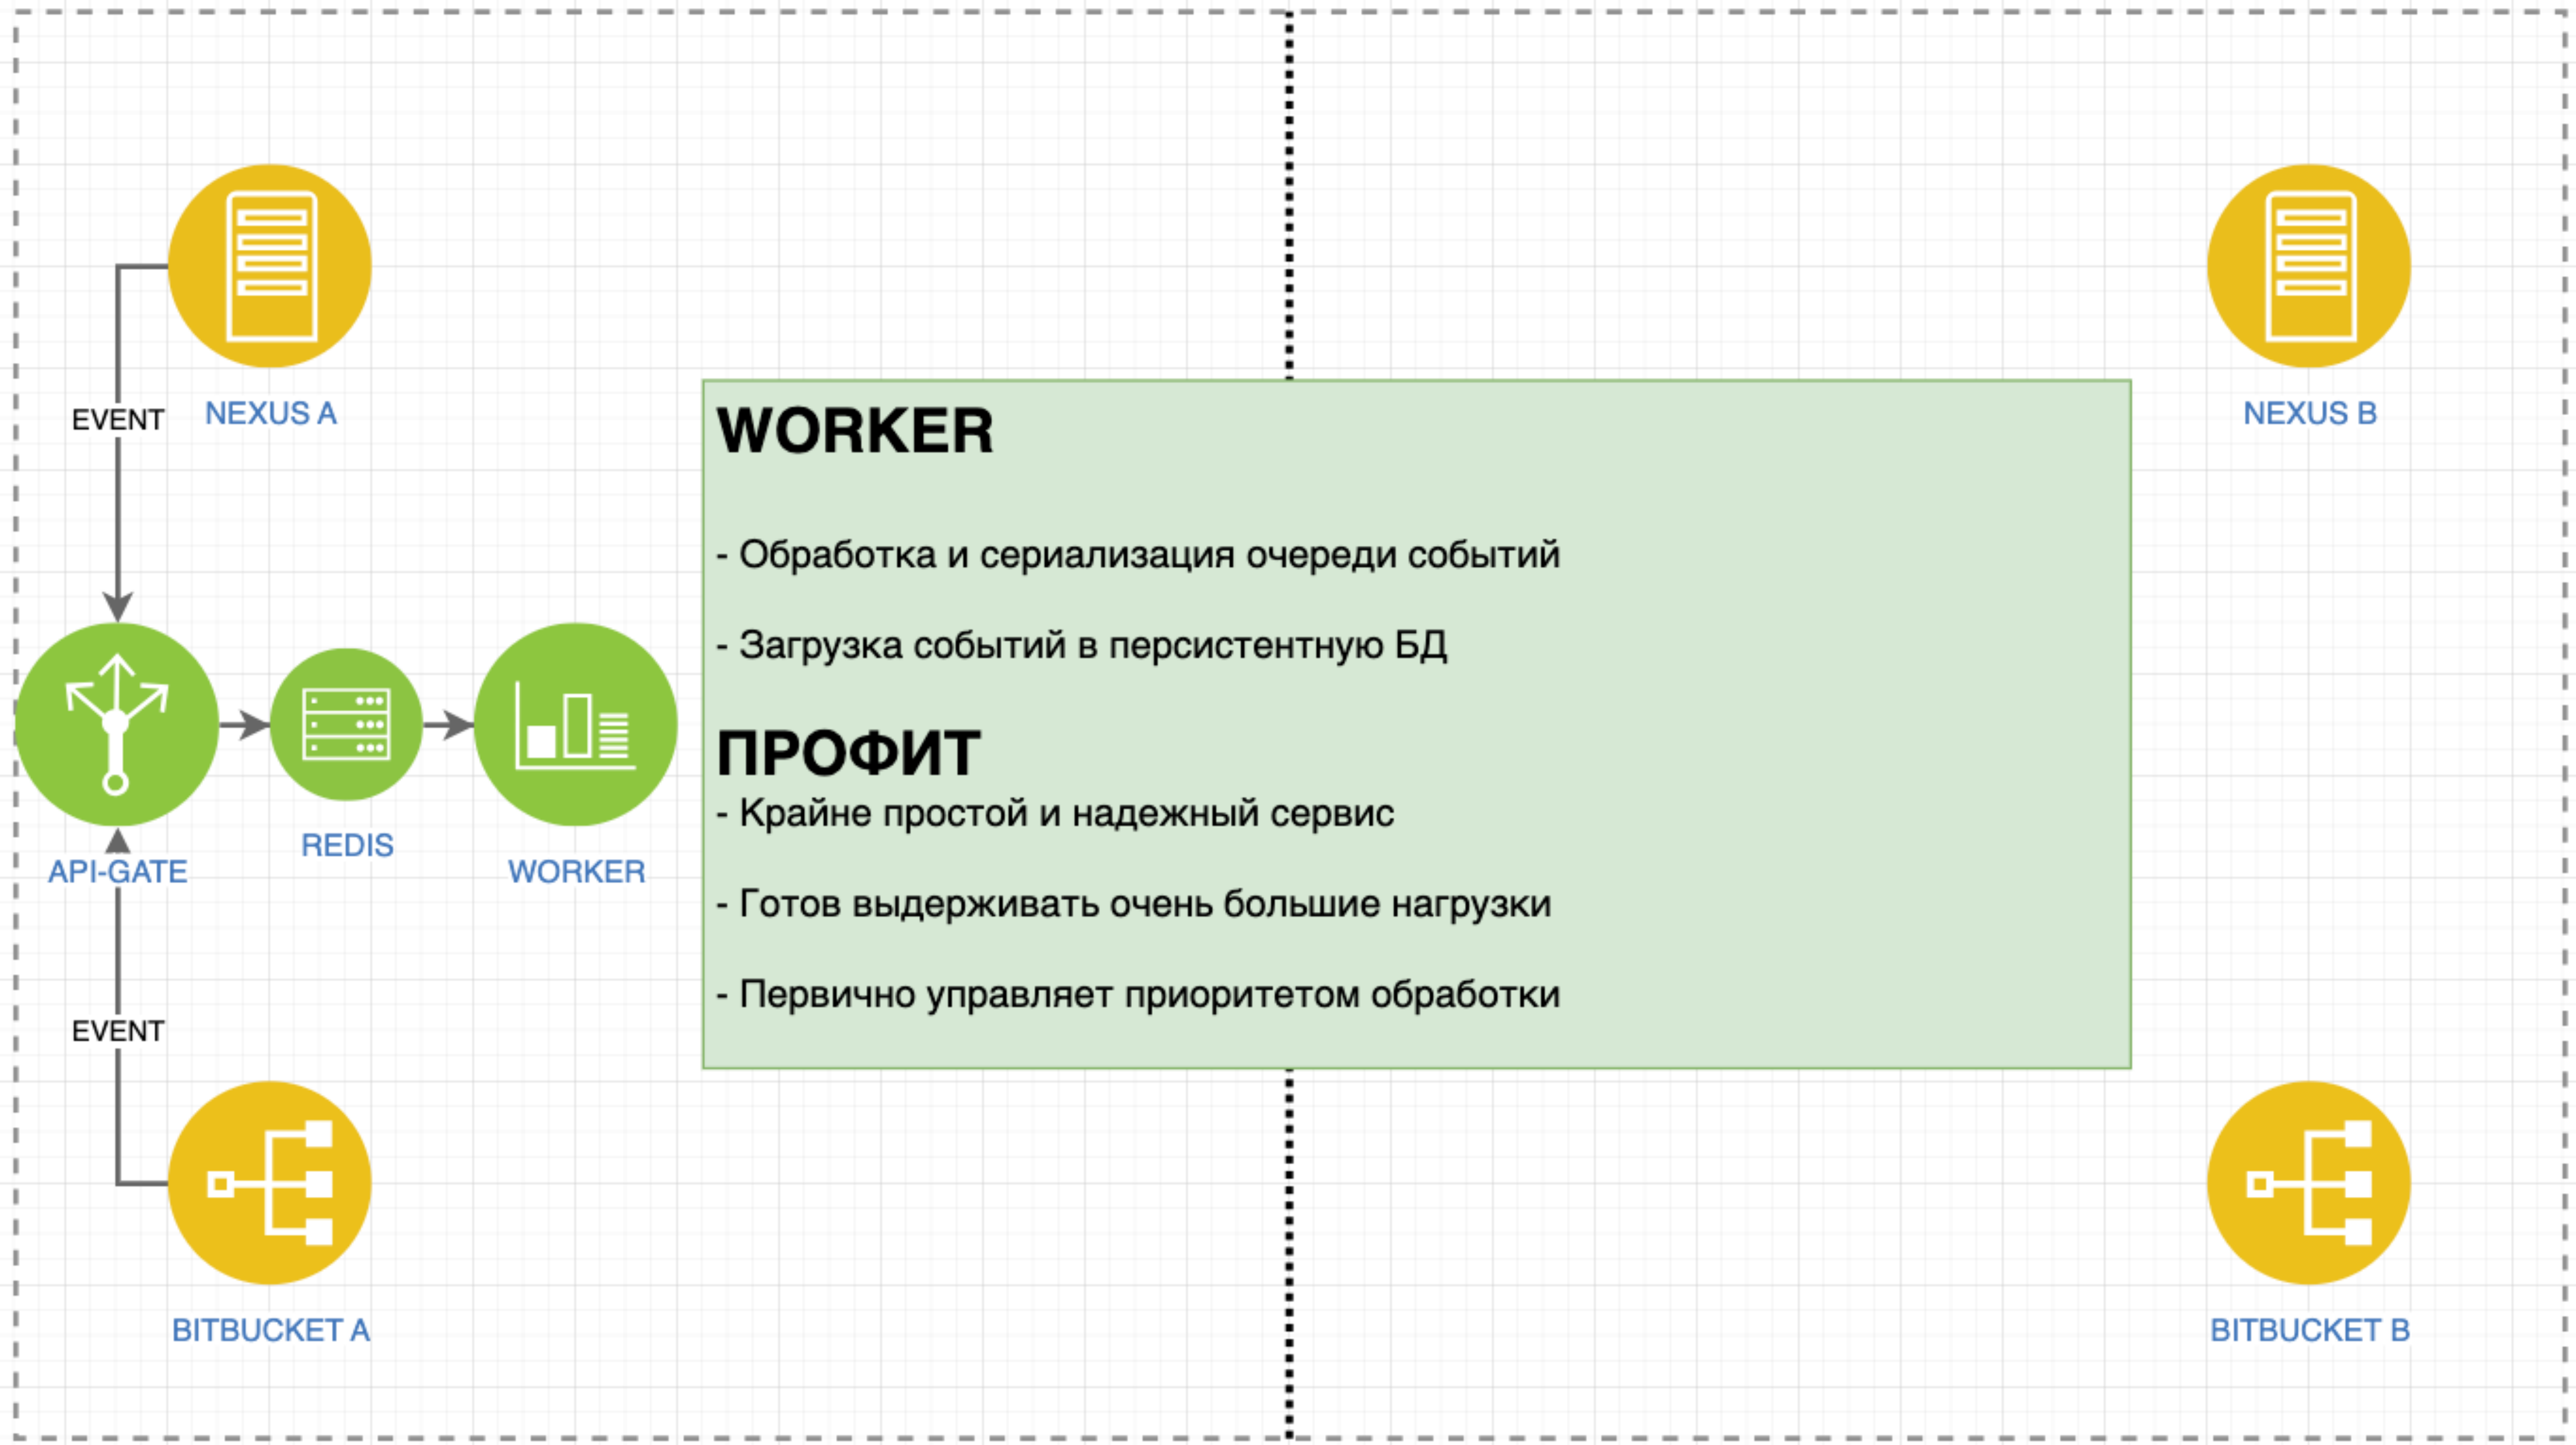 NEXUS A
NEXUS B
EVENT
WORKER
- Обработка и сериализация очереди событий
- Загрузка событий в персистентную БД
ПРОФИТ
- Крайне простой и надежный сервис
- Готов выдерживать очень большие нагрузки
- Первично управляет приоритетом обработки
API-GATE
REDIS
WORKER
EVENT
BITBUCKET A
BITBUCKET B